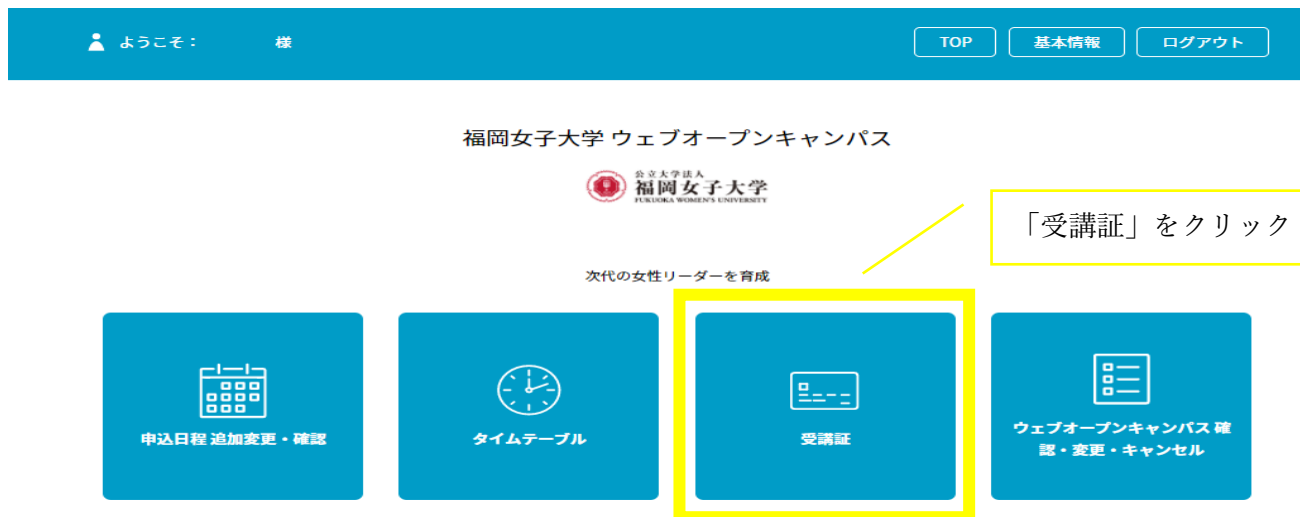 ようこそ： 様
TOP
基本情報
ログアウト
福岡女子大学 ウェブオープンキャンパス
公立大学法人
福岡女子大学
FUKUOKA WOMEN'S UNIVERSITY
「受講証」をクリック
次代の女性リーダーを育成
申込日程 追加変更・確認
タイムテーブル
受講証
ウェブオープンキャンパス 確
認・変更・キャンセル